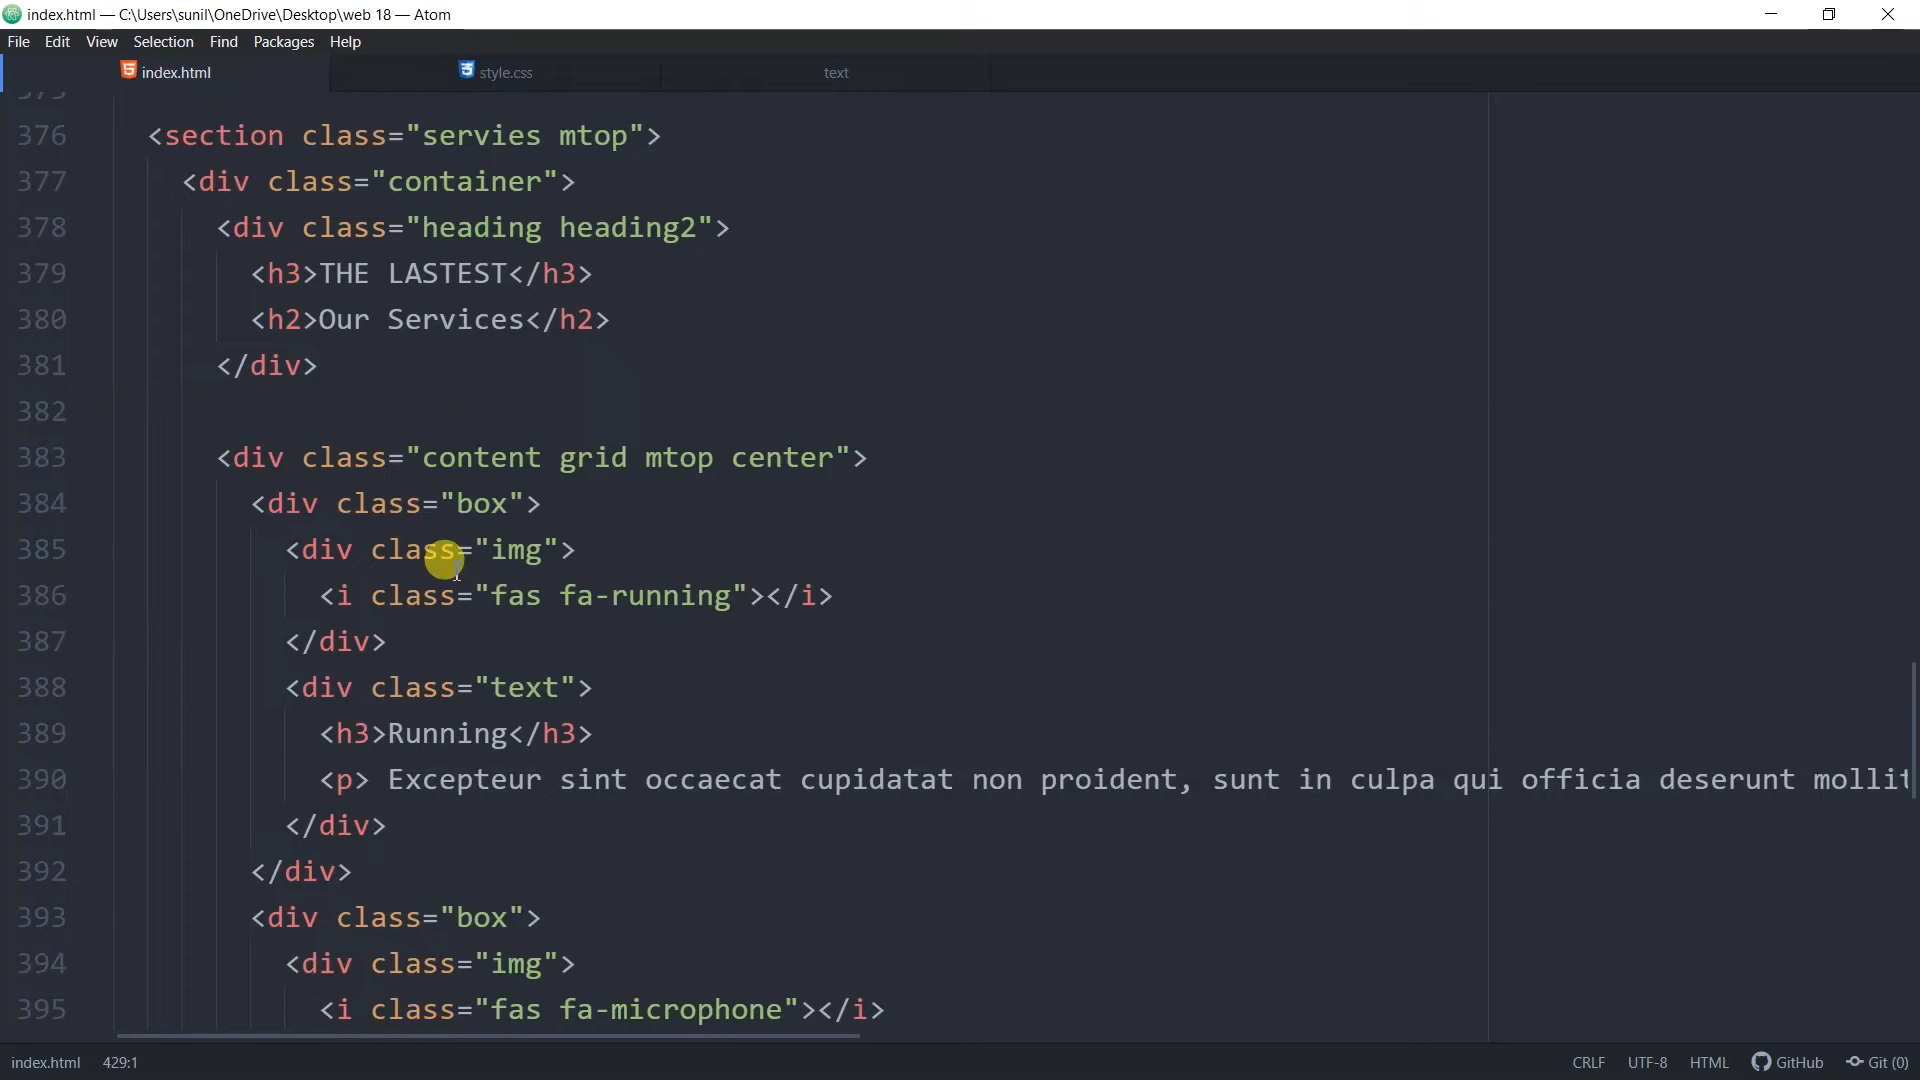 index.html — C:\Users\sunil\OneDrive\Desktop\web 18 — Atom
File Edit View Selection Find Packages Help
index.html style.css text
376 <section class="servies mtop">
377 <div class="container">
378 <div class="heading heading2">
379 <h3>THE LASTEST</h3>
380 <h2>Our Services</h2>
381 </div>
382
383 <div class="content grid mtop center">
384 <div class="box">
385 <div class="img">
386 <i class="fas fa-running"></i>
387 </div>
388 <div class="text">
389 <h3>Running</h3>
390 <p> Excepteur sint occaecat cupidatat non proident, sunt in culpa qui officia deserunt mollit
391 </div>
392 </div>
393 <div class="box">
394 <div class="img">
395 <i class="fas fa-microphone"></i>
index.html 429:1 CRLF UTF-8 HTML GitHub Git (0)